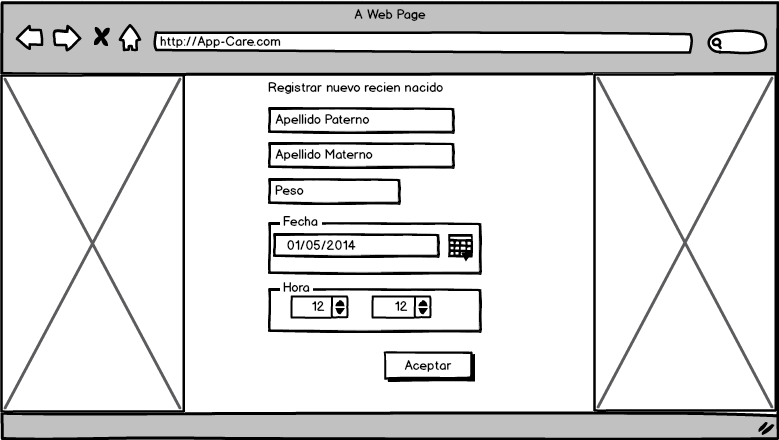 A Web Page
http://App-Care.com
Registrar nuevo recien nacido
Apellido Paterno
Apellido Materno
Peso
Fecha
01/05/2014
Hora
12 12
Aceptar